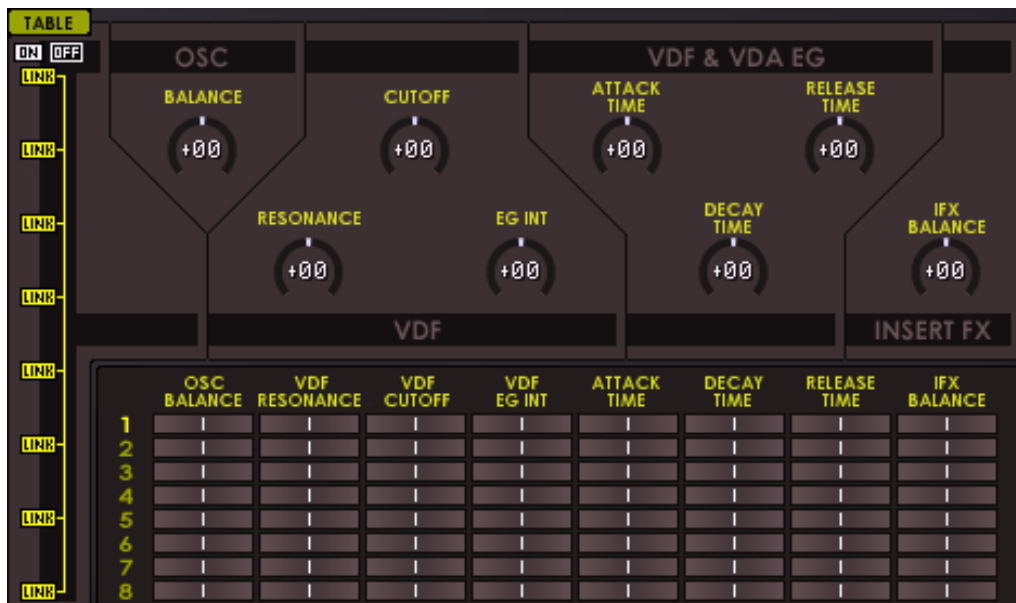 TABLE
ON OFF
OSC
VDF & VDA EG
LINK
BALANCE
CUTOFF
ATTACK
TIME
RELEASE
TIME
+00
+00
+00
+00
LINK
LINK
RESONANCE
EG INT
DECAY
TIME
IFX
BALANCE
+00
+00
+00
+00
LINK
VDF
INSERT FX
LINK
OSC
BALANCE
VDF
RESONANCE
VDF
CUTOFF
VDF
EG INT
ATTACK
TIME
DECAY
TIME
RELEASE
TIME
IFX
BALANCE
1
2
LINK
3
4
5
LINK
6
7
8
LINK